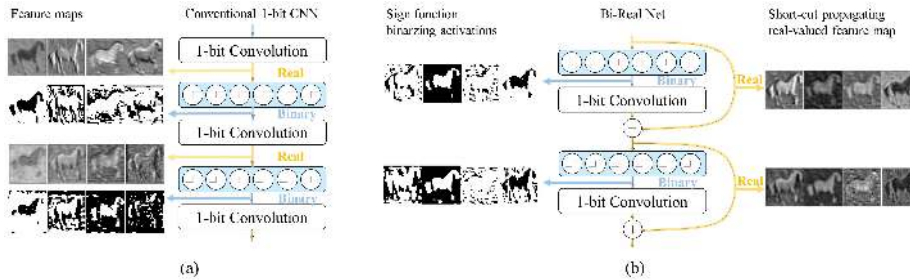 Feature maps
Conventional 1-bit CNN
1-bit Convolution
Real
Binary
1-bit Convolution
Real
Binary
1-bit Convolution
(a)
Sign function
binarzing activations
Bi-Real Net
Short-cut propagating
real-valued feature map
Binary
Real
1-bit Convolution
Binary
Real
1-bit Convolution
(b)